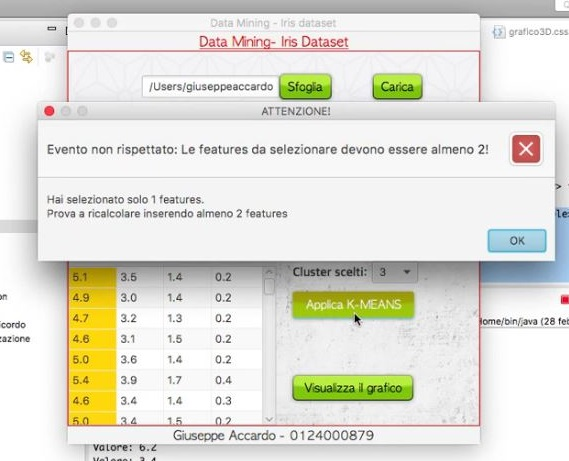 Data Mining - Iris dataset
Data Mining- Iris Dataset
grafico3D.css
/Users/giuseppeaccardo
Sfoglia
Carica
ATTENZIONE!
Evento non rispettato: Le features da selezionare devono essere almeno 2!
Hai selezionato solo 1 features.
Prova a ricalcolare inserendo almeno 2 features
OK
Cluster scelti: 3
Applica K-MEANS
5.1 3.5 1.4 0.2
4.9 3.0 1.4 0.2
4.7 3.2 1.3 0.2
4.6 3.1 1.5 0.2
5.0 3.6 1.4 0.2
5.4 3.9 1.7 0.4
4.6 3.4 1.4 0.3
5.0 3.4 1.5 0.2
Visualizza il grafico
Home/bin/java (28 feb
icordo
zazione
Giuseppe Accardo - 0124000879
Valore: 6.2
Valore: 3.4